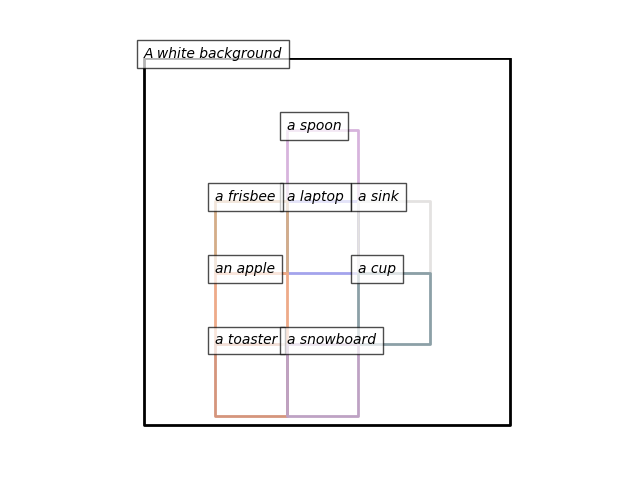 A white background
a spoon
a frisbee
a laptop
a sink
an apple
a cup
a toaster
a snowboard